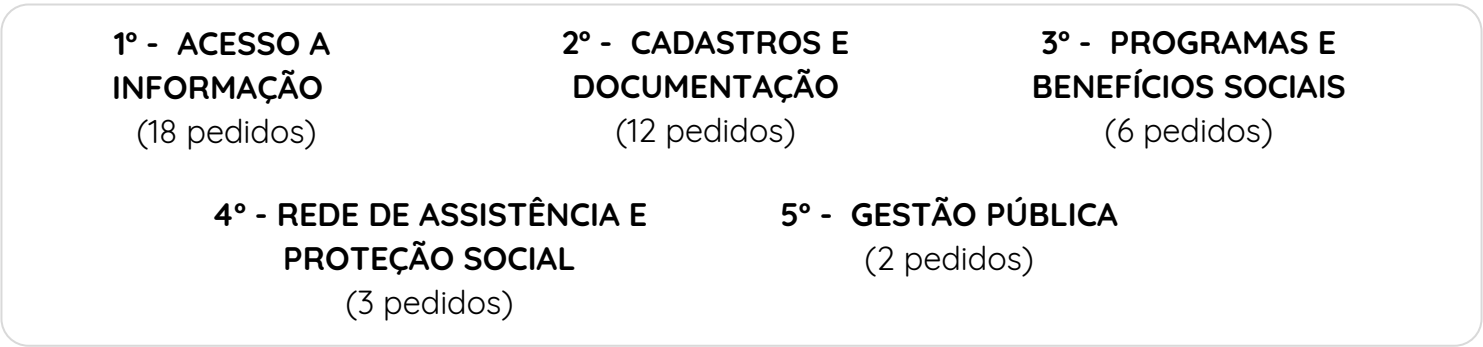 1º - ACESSO A
INFORMAÇÃO
(18 pedidos)
2º - CADASTROS E
DOCUMENTAÇÃO
(12 pedidos)
3º - PROGRAMAS E
BENEFÍCIOS SOCIAIS
(6 pedidos)
4º - REDE DE ASSISTÊNCIA E
PROTEÇÃO SOCIAL
(3 pedidos)
5º - GESTÃO PÚBLICA
(2 pedidos)